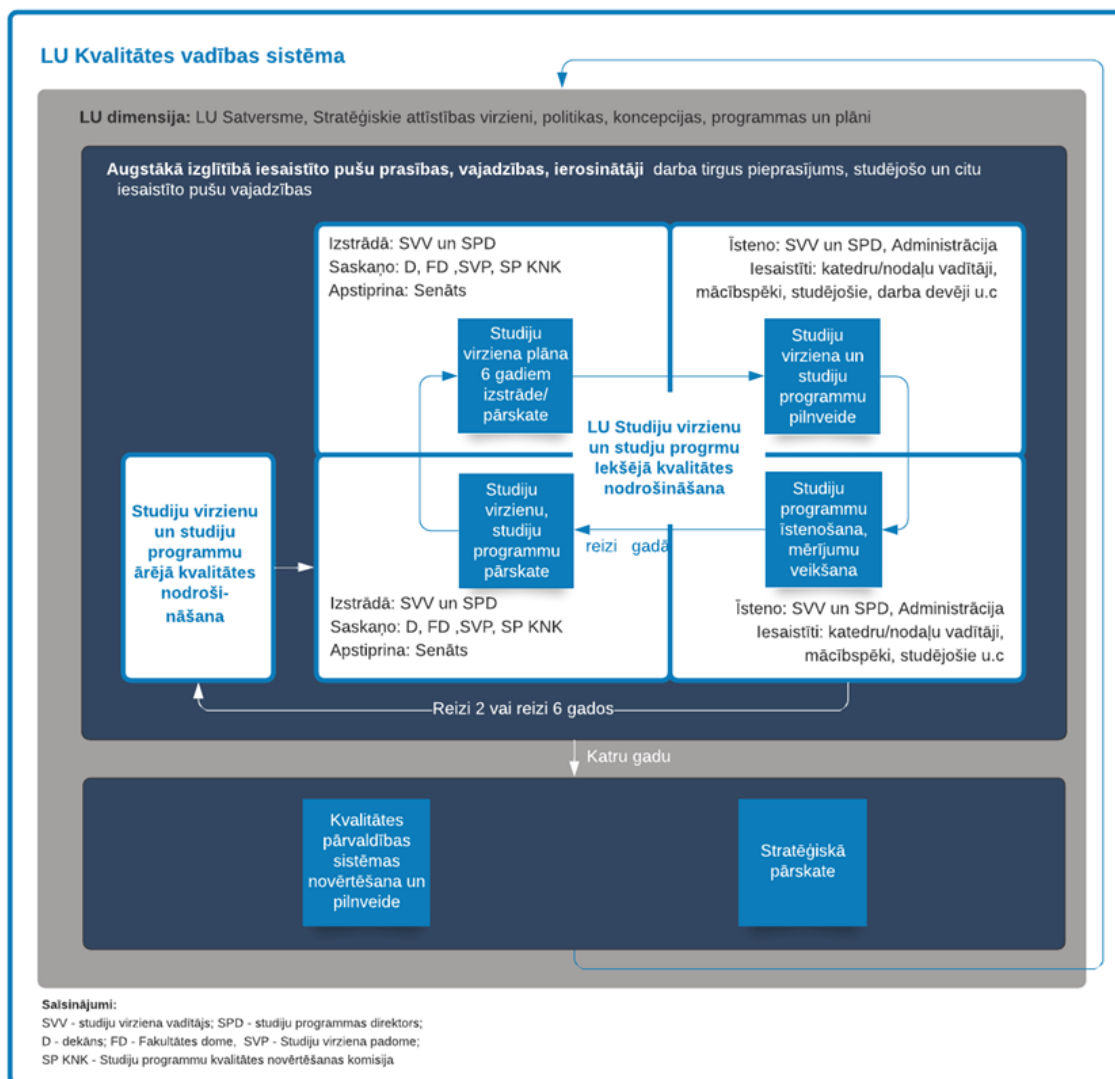 LU Kvalitātes vadības sistēma
LU dimensija: LU Satversme, Stratēģiskie attīstības virzieni, politikas, koncepcijas, programmas un plāni
Augstākā izglītībā iesaistīto pušu prasības, vajadzības, ierosinātāji darba tirgus pieprasījums, studējošo un citu
iesaistīto pušu vajadzības
Izstrādā: SVV un SPD
Saskaņo: D, FD ,SVP, SP KNK
Apstiprina: Senāts
Īsteno: SVV un SPD, Administrācija
Iesaistīti: katedru/nodaļu vadītāji,
mācībspēki, studējošie, darba devēji u.c
Studiju
virziena plāna
6 gadiem
izstrāde/
pārskate
Studiju
virziena un
studiju
programmu
pilnveide
LU Studiju virzienu
un studju progrmu
Iekšējā kvalitātes
nodrošināšana
Studiju virzienu
un studiju
programmu
ārējā kvalitātes
nodroši-
nāšana
Studiju
virzienu,
studiju
programmu
pārskate
reizi gadā
Studiju
programmu
īstenošana,
mērījumu
veikšana
Izstrādā: SVV un SPD
Saskaņo: D, FD ,SVP, SP KNK
Apstiprina: Senāts
Īsteno: SVV un SPD, Administrācija
Iesaistīti: katedru/nodaļu vadītāji,
mācībspēki, studējošie u.c
Reizi 2 vai reizi 6 gados
Katru gadu
Kvalitātes
pārvaldības
sistēmas
novērtēšana un
pilnveide
Stratēģiskā
pārskate
Saīsinājumi:
SVV - studiju virziena vadītājs; SPD - studiju programmas direktors;
D - dekāns; FD - Fakultātes dome, SVP - Studiju virziena padome;
SP KNK - Studiju programmu kvalitātes novērtēšanas komisija